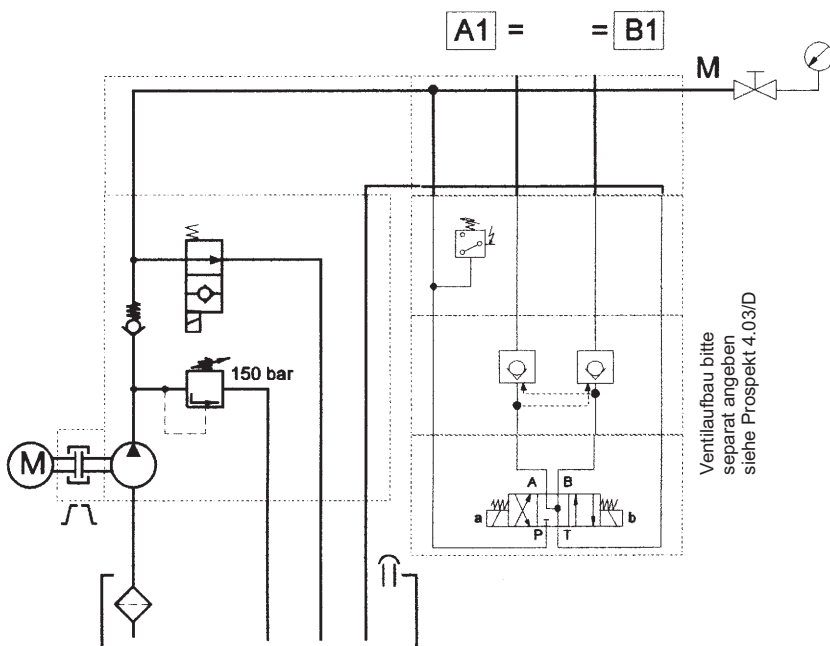 A1 = = B1
M
150 bar
M
A B
a b
P T
Ventilaufbau bitte
separat angeben
siehe Prospekt 4.03/D